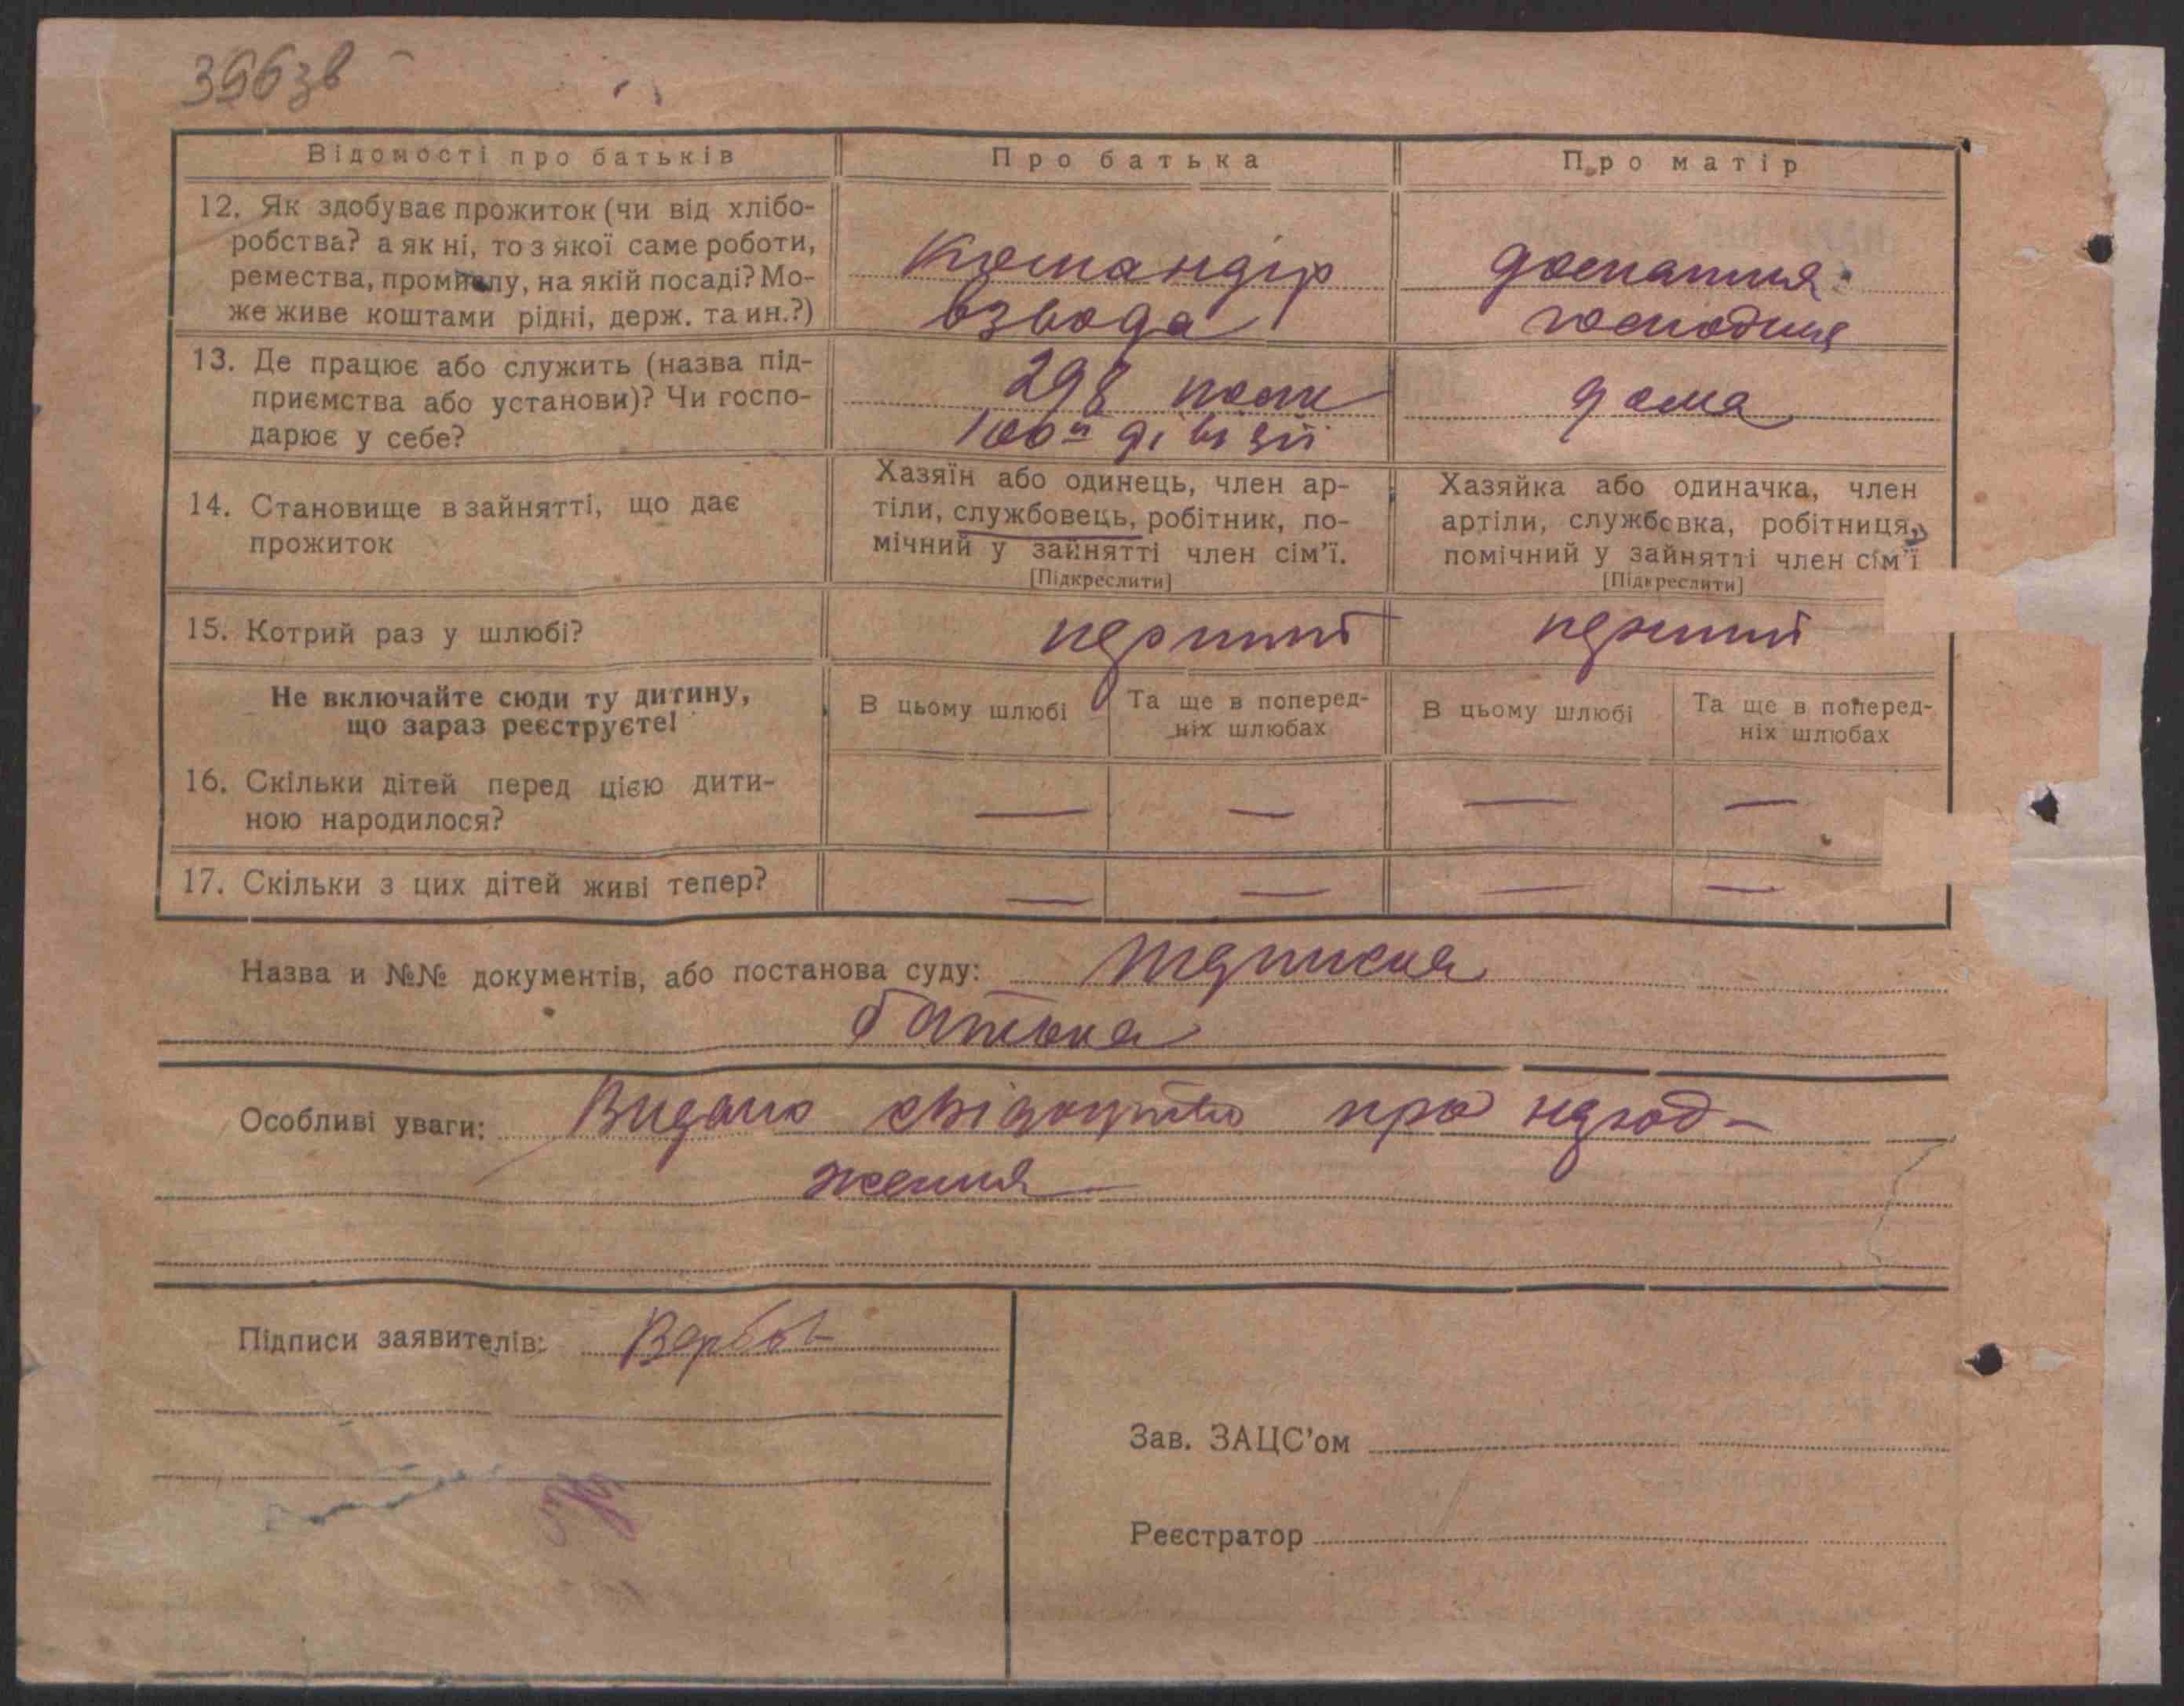 396зв
Відомості про батьків
Про батька
Про матір
12. Як здобуває прожиток (чи від хлібо-
робства? а як ні, то з якої саме роботи,
ремества, промислу, на якій посаді? Мо-
же живе коштами рідні, держ. та ин.?)
Командір
взвода
домашня
господиня
13. Де працює або служить (назва під-
приємства або установи)? Чи госпо-
дарює у себе?
298 полк
100й дівізії
дома
14. Становище в зайнятті, що дає
прожиток
Хазяїн або одинець, член ар-
тіли, службовець, робітник, по-
мічний у зайнятті член сім'ї.
[Підкреслити]
Хазяйка або одиначка, член
артіли, службовка, робітниця,
помічний у зайнятті член сім'ї
[Підкреслити]
15. Котрий раз у шлюбі?
перший
перший
Не включайте сюди ту дитину,
що зараз реєструєте!
В цьому шлюбі
Та ще в поперед-
ніх шлюбах
В цьому шлюбі
Та ще в поперед-
ніх шлюбах
16. Скільки дітей перед цією дити-
ною народилося?
— — — —
17. Скільки з цих дітей живі тепер?
— — — —
Назва и №№ документів, або постанова суду:
батька
Особливі уваги: Видано свідоцтво про народ-
ження
Підписи заявителів:
Зав. ЗАЦС'ом
Реєстратор